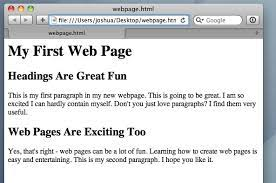 webpage.html
file:///Users/joshua/Desktop/webpage.htm
webpage.html
My First Web Page
Headings Are Great Fun
This is my first paragraph in my new webpage. This is going to be great. I am so
excited I can hardly contain myself. Don't you just love paragraphs? I find them very
useful.
Web Pages Are Exciting Too
Yes, that's right - web pages can be a lot of fun. Learning how to create web pages is
easy and entertaining. This is my second paragraph. I hope you like it.